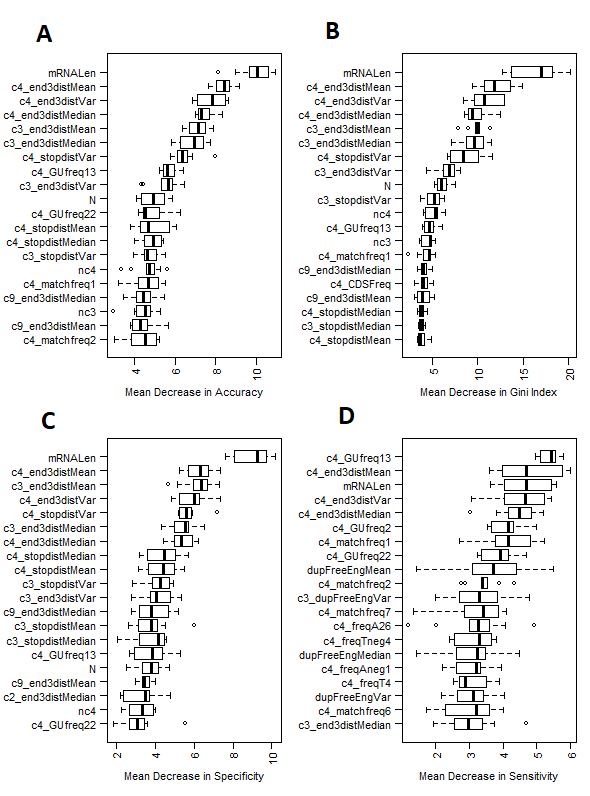 A
mRNALen
c4_end3distMean
c4_end3distVar
c4_end3distMedian
c3_end3distMean
c3_end3distMedian
c4_stopdistVar
c4_GUfreq13
c3_end3distVar
N
c4_GUfreq22
c4_stopdistMean
c4_stopdistMedian
c3_stopdistVar
nc4
c4_matchfreq1
c9_end3distMedian
nc3
c9_end3distMean
c4_matchfreq2
4
6
8
10
Mean Decrease in Accuracy
B
mRNALen
c4_end3distMean
c4_end3distVar
c4_end3distMedian
c3_end3distMean
c3_end3distMedian
c4_stopdistVar
c3_end3distVar
N
c3_stopdistVar
nc4
c4_GUfreq13
nc3
c4_matchfreq1
c9_end3distMedian
c4_CDSFreq
c9_end3distMean
c4_stopdistMedian
c3_stopdistMedian
c4_stopdistMean
5
10
15
20
Mean Decrease in Gini Index
C
mRNALen
c4_end3distMean
c3_end3distMean
c4_end3distVar
c4_stopdistVar
c3_end3distMedian
c4_end3distMedian
c4_stopdistMedian
c4_stopdistMean
c3_stopdistVar
c3_end3distVar
c9_end3distMedian
c3_stopdistMean
c3_stopdistMedian
c4_GUfreq13
N
c9_end3distMean
c2_end3distMedian
nc4
c4_GUfreq22
2
4
6
8
10
Mean Decrease in Specificity
D
c4_GUfreq13
c4_end3distMean
mRNALen
c4_end3distVar
c4_end3distMedian
c4_GUfreq2
c4_matchfreq1
c4_GUfreq22
dupFreeEngMean
c4_matchfreq2
c3_dupFreeEngVar
c4_matchfreq7
c4_freqA26
c4_freqTneg4
dupFreeEngMedian
c4_freqAneg1
c4_freqT4
dupFreeEngVar
c4_matchfreq6
c3_end3distMedian
2
3
4
5
6
Mean Decrease in Sensitivity